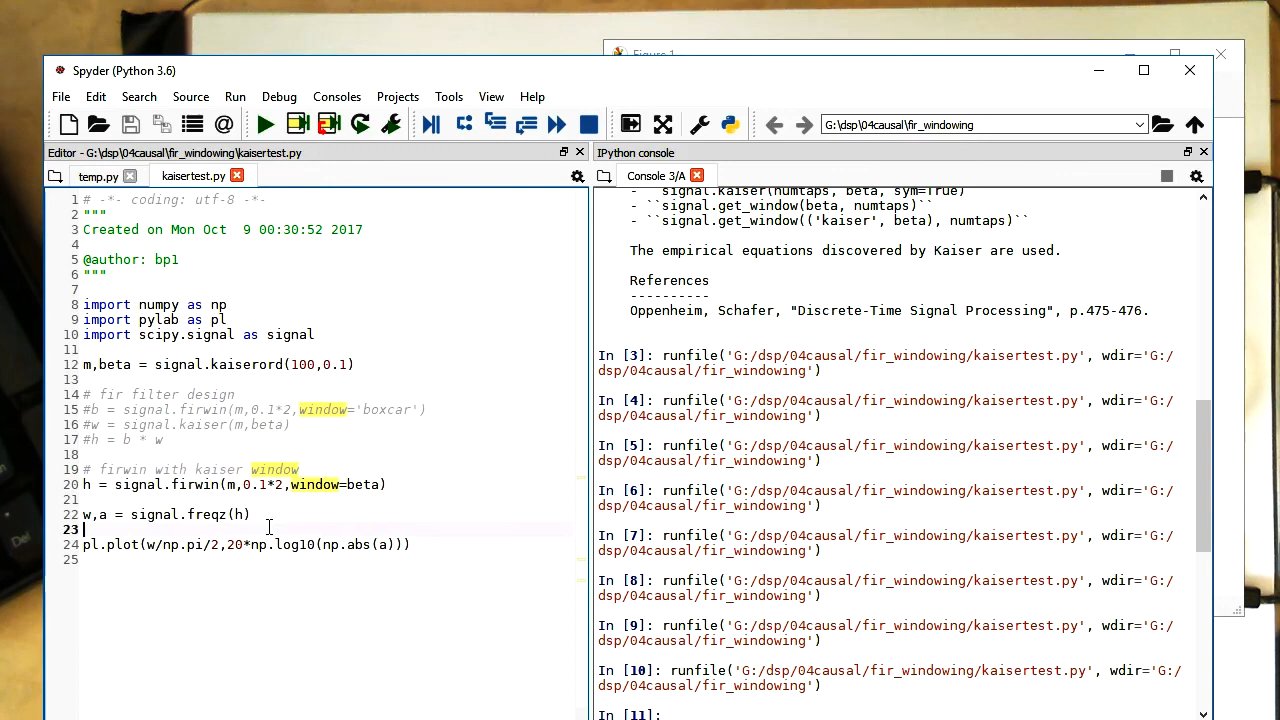 Figure 1
Spyder (Python 3.6)
File Edit Search Source Run Debug Consoles Projects Tools View Help
G:\dsp\04causal\fir_windowing
Editor - G:\dsp\04causal\fir_windowing\kaisertest.py
IPython console
temp.py kaisertest.py
Console 3/A
1 # -*- coding: utf-8 -*-
2 """
3 Created on Mon Oct  9 00:30:52 2017
4
5 @author: bp1
6 """
7
8 import numpy as np
9 import pylab as pl
10 import scipy.signal as signal
11
12 m,beta = signal.kaiserord(100,0.1)
13
14 # fir filter design
15 #b = signal.firwin(m,0.1*2,window='boxcar')
16 #w = signal.kaiser(m,beta)
17 #h = b * w
18
19 # firwin with kaiser window
20 h = signal.firwin(m,0.1*2,window=beta)
21
22 w,a = signal.freqz(h)
23
24 pl.plot(w/np.pi/2,20*np.log10(np.abs(a)))
25
- ``signal.kaiser(numtaps, beta, sym=True)``
- ``signal.get_window(beta, numtaps)``
- ``signal.get_window(('kaiser', beta), numtaps)``
The empirical equations discovered by Kaiser are used.
References
----------
Oppenheim, Schafer, "Discrete-Time Signal Processing", p.475-476.
In [3]: runfile('G:/dsp/04causal/fir_windowing/kaisertest.py', wdir='G:/
dsp/04causal/fir_windowing')
In [4]: runfile('G:/dsp/04causal/fir_windowing/kaisertest.py', wdir='G:/
dsp/04causal/fir_windowing')
In [5]: runfile('G:/dsp/04causal/fir_windowing/kaisertest.py', wdir='G:/
dsp/04causal/fir_windowing')
In [6]: runfile('G:/dsp/04causal/fir_windowing/kaisertest.py', wdir='G:/
dsp/04causal/fir_windowing')
In [7]: runfile('G:/dsp/04causal/fir_windowing/kaisertest.py', wdir='G:/
dsp/04causal/fir_windowing')
In [8]: runfile('G:/dsp/04causal/fir_windowing/kaisertest.py', wdir='G:/
dsp/04causal/fir_windowing')
In [9]: runfile('G:/dsp/04causal/fir_windowing/kaisertest.py', wdir='G:/
dsp/04causal/fir_windowing')
In [10]: runfile('G:/dsp/04causal/fir_windowing/kaisertest.py', wdir='G:/
dsp/04causal/fir_windowing')
In [11]: